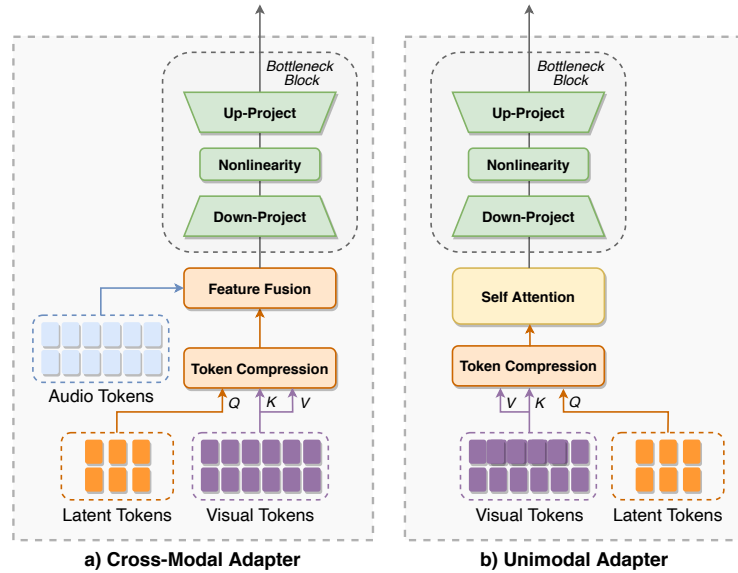 Bottleneck
Block
Up-Project
Nonlinearity
Down-Project
Feature Fusion
Audio Tokens
Token Compression
Q
K
V
Latent Tokens
Visual Tokens
a) Cross-Modal Adapter
Bottleneck
Block
Up-Project
Nonlinearity
Down-Project
Self Attention
Token Compression
V
K
Q
Visual Tokens
Latent Tokens
b) Unimodal Adapter